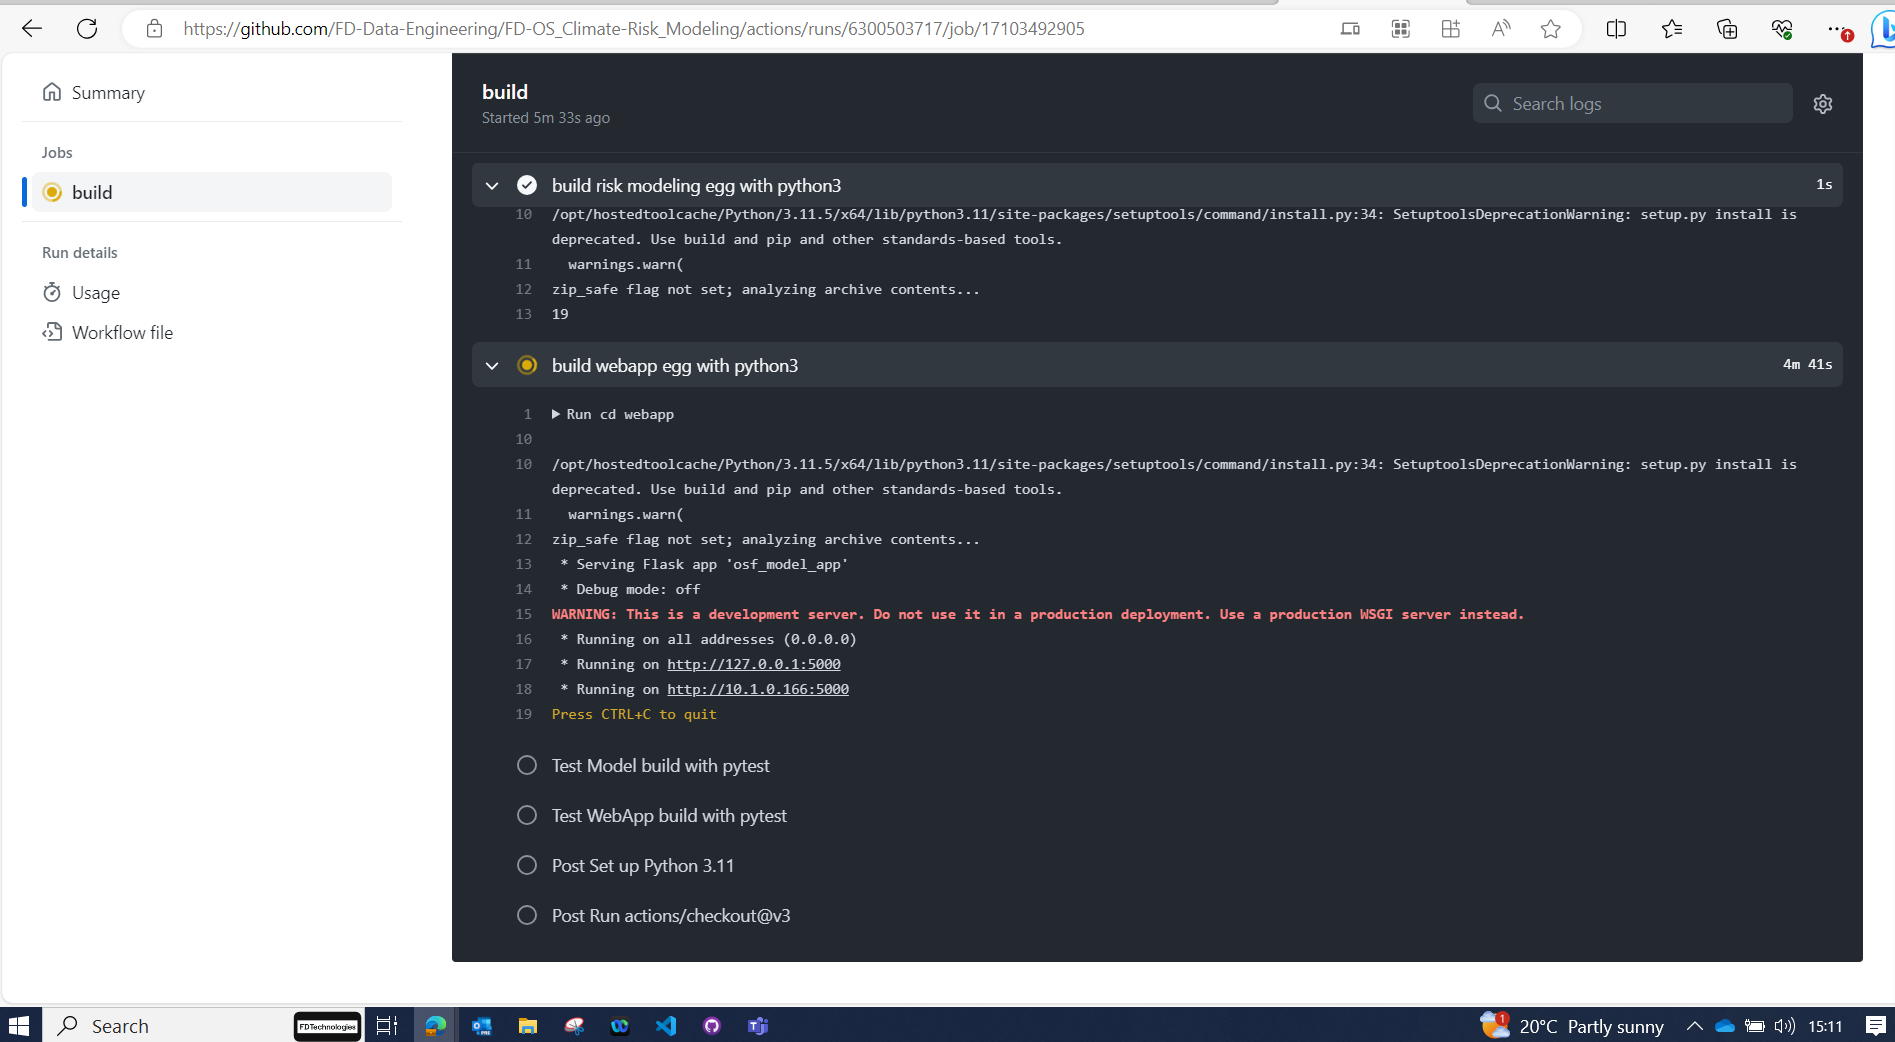 https://github.com/FD-Data-Engineering/FD-OS_Climate-Risk_Modeling/actions/runs/6300503717/job/17103492905
Summary
Jobs
build
Run details
Usage
Workflow file
build
Started 5m 33s ago
Search logs
build risk modeling egg with python3
1s
10 /opt/hostedtoolcache/Python/3.11.5/x64/lib/python3.11/site-packages/setuptools/command/install.py:34: SetuptoolsDeprecationWarning: setup.py install is
deprecated. Use build and pip and other standards-based tools.
11 warnings.warn(
12 zip_safe flag not set; analyzing archive contents...
13 19
build webapp egg with python3
4m 41s
1 Run cd webapp
10
10 /opt/hostedtoolcache/Python/3.11.5/x64/lib/python3.11/site-packages/setuptools/command/install.py:34: SetuptoolsDeprecationWarning: setup.py install is
deprecated. Use build and pip and other standards-based tools.
11 warnings.warn(
12 zip_safe flag not set; analyzing archive contents...
13 * Serving Flask app 'osf_model_app'
14 * Debug mode: off
15 WARNING: This is a development server. Do not use it in a production deployment. Use a production WSGI server instead.
16 * Running on all addresses (0.0.0.0)
17 * Running on http://127.0.0.1:5000
18 * Running on http://10.1.0.166:5000
19 Press CTRL+C to quit
Test Model build with pytest
Test WebApp build with pytest
Post Set up Python 3.11
Post Run actions/checkout@v3
Search
FDTechnologies
1
20°C Partly sunny
15:11